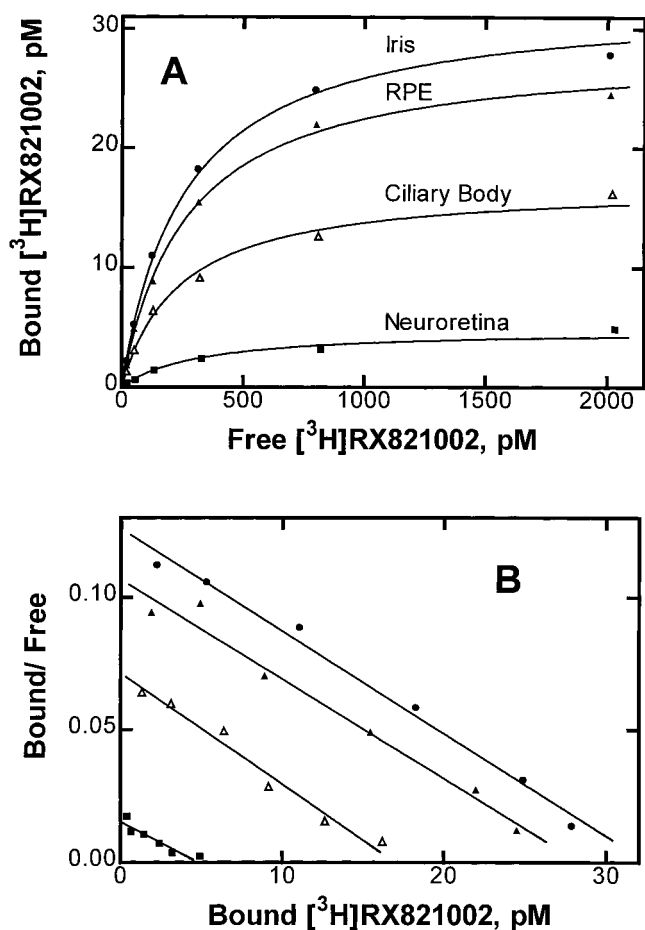 A
Bound [³H]RX821002, pM
30
20
10
0
Iris
RPE
Ciliary Body
Neuroretina
0 500 1000 1500 2000
Free [³H]RX821002, pM
B
Bound/ Free
0.10
0.05
0.00
0 10 20 30
Bound [³H]RX821002, pM